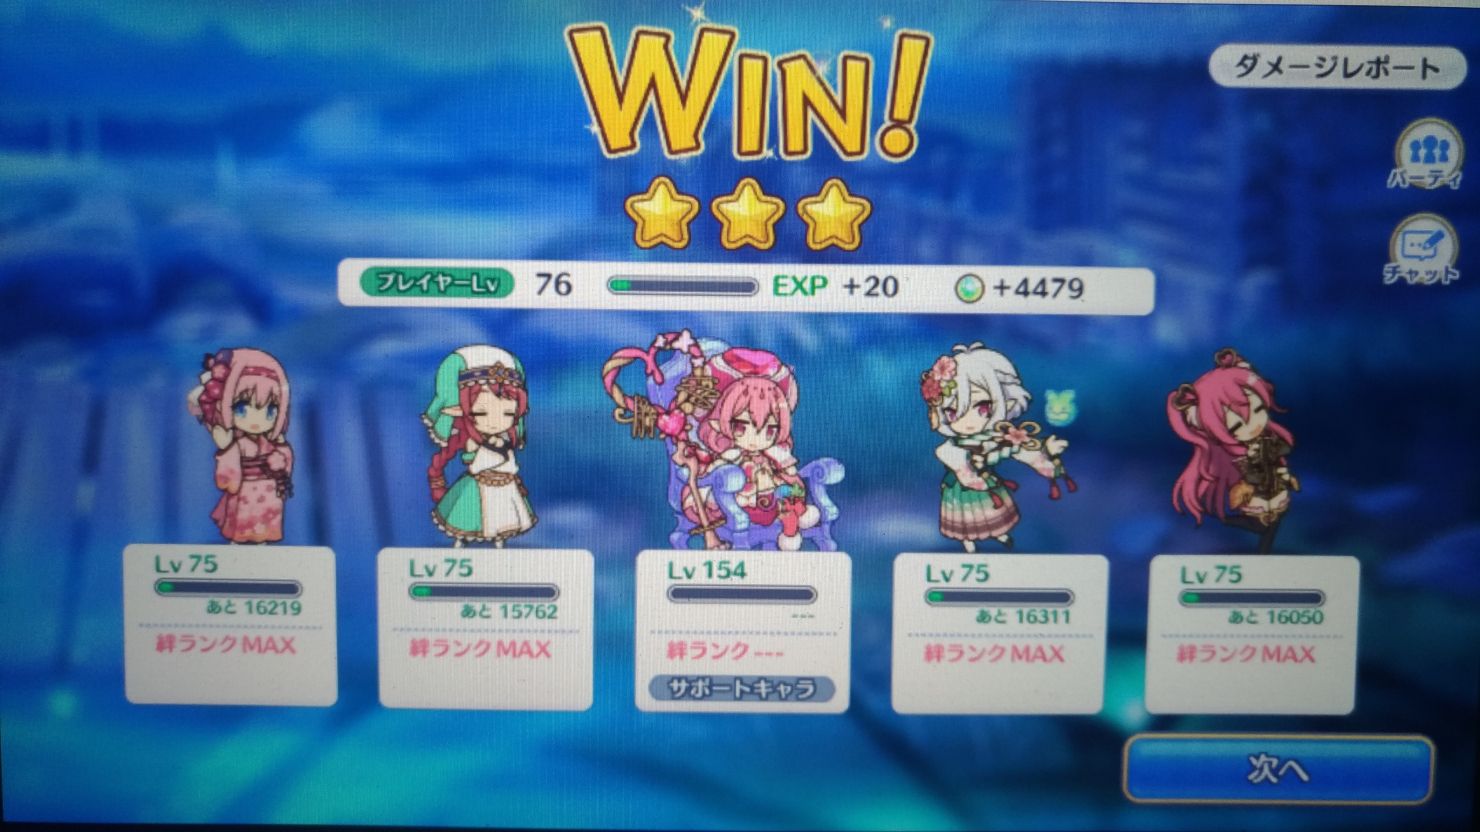 WIN!
ダメージレポート
パーティ
チャット
プレイヤーLv 76 EXP +20 +4479
Lv 75
あと 16219
絆ランクMAX
Lv 75
あと 15762
絆ランクMAX
Lv 154
---
絆ランク ---
サポートキャラ
Lv 75
あと 16311
絆ランクMAX
Lv 75
あと 16050
絆ランクMAX
次へ